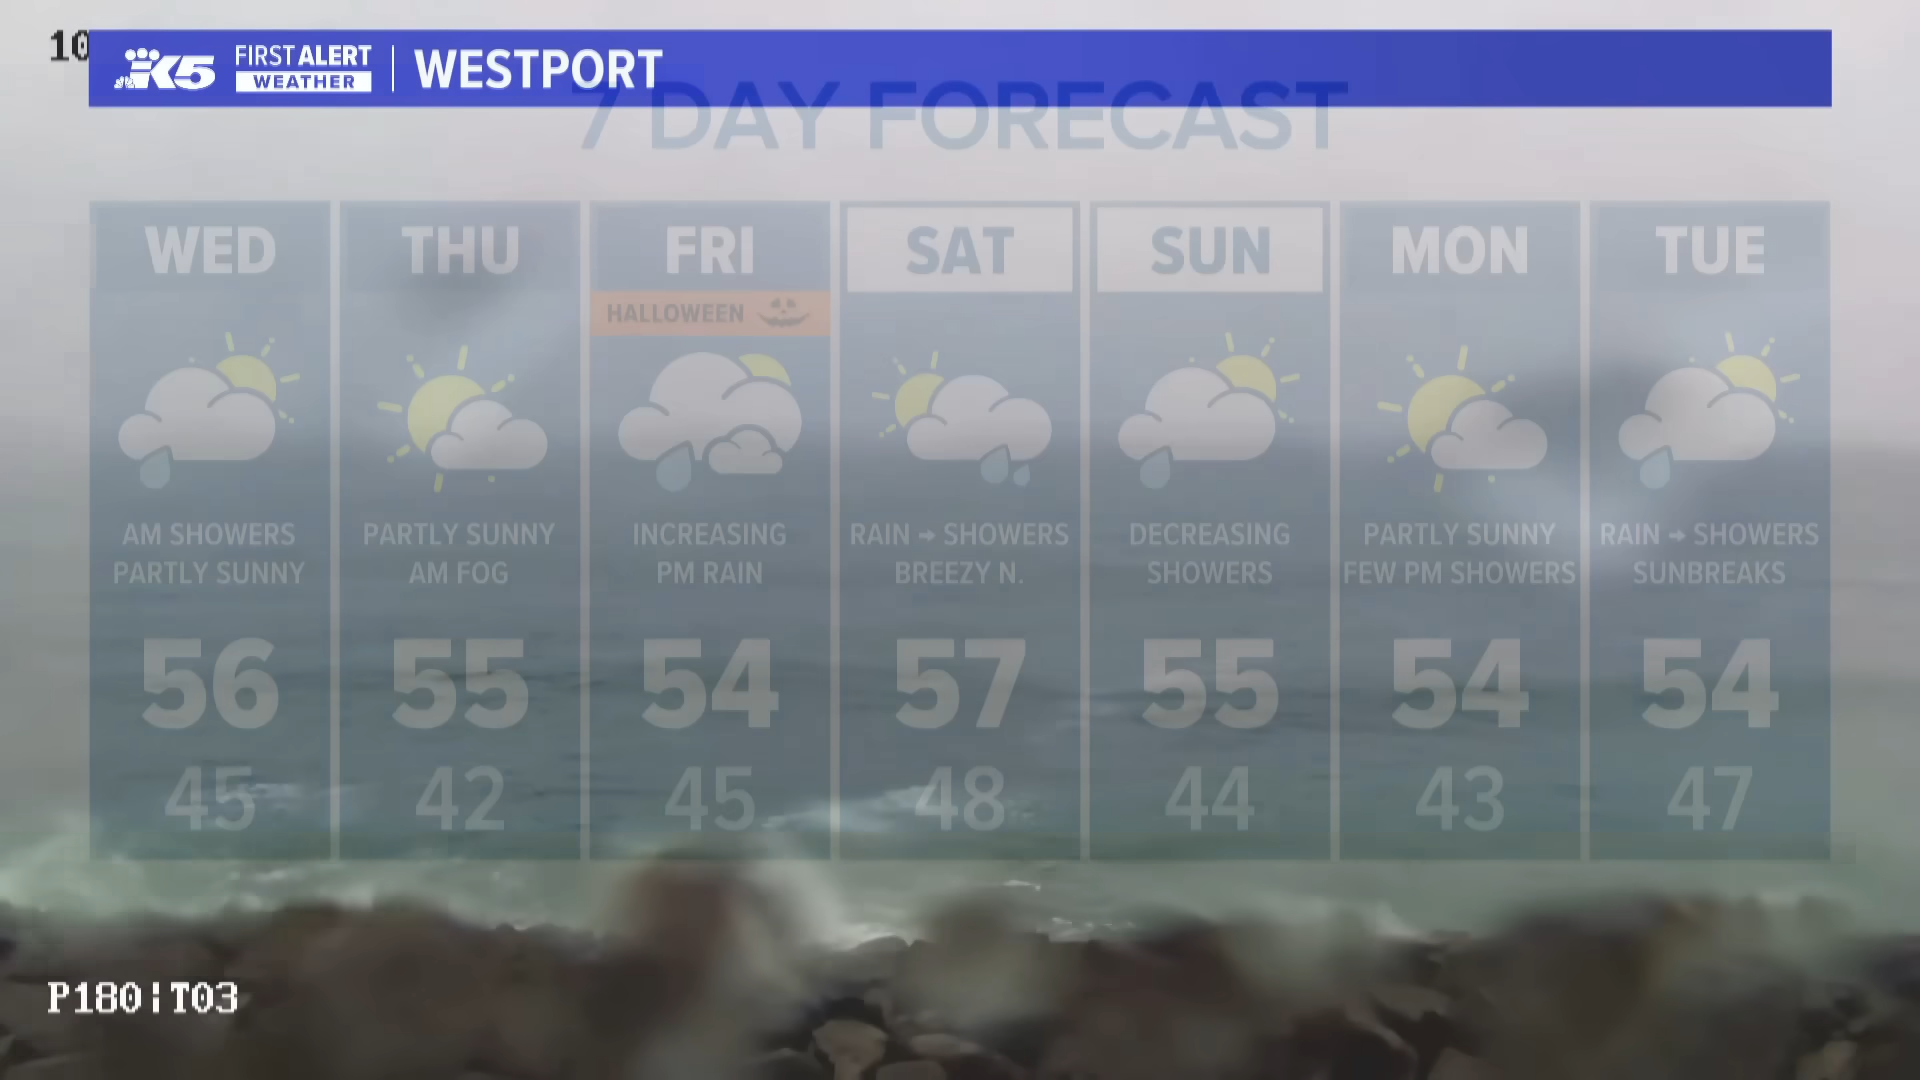 10
K5 FIRST ALERT WEATHER | WESTPORT
7 DAY FORECAST
WED THU FRI SAT SUN MON TUE
HALLOWEEN
AM SHOWERS PARTLY SUNNY INCREASING RAIN → SHOWERS DECREASING PARTLY SUNNY RAIN → SHOWERS
PARTLY SUNNY AM FOG PM RAIN BREEZY N. SHOWERS FEW PM SHOWERS SUNBREAKS
56 55 54 57 55 54 54
45 42 45 48 44 43 47
P180|T03